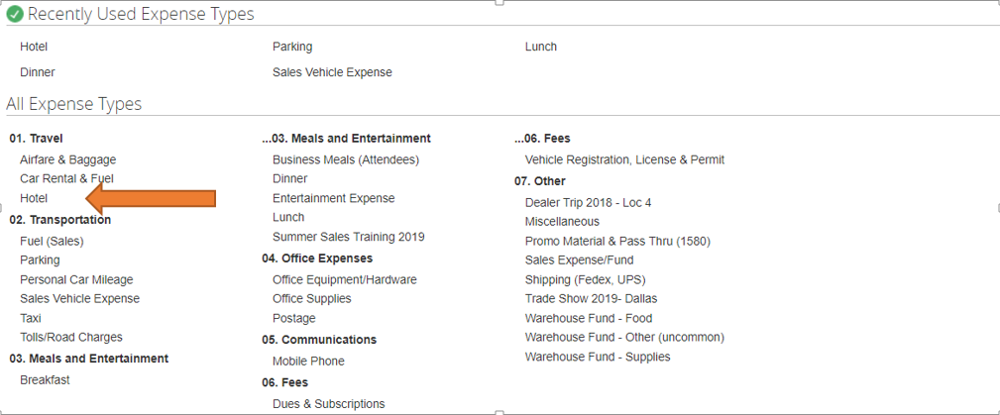 Recently Used Expense Types
Hotel
Parking
Lunch
Dinner
Sales Vehicle Expense
All Expense Types
01. Travel
Airfare & Baggage
Car Rental & Fuel
Hotel
02. Transportation
Fuel (Sales)
Parking
Personal Car Mileage
Sales Vehicle Expense
Taxi
Tolls/Road Charges
03. Meals and Entertainment
Breakfast
...03. Meals and Entertainment
Business Meals (Attendees)
Dinner
Entertainment Expense
Lunch
Summer Sales Training 2019
04. Office Expenses
Office Equipment/Hardware
Office Supplies
Postage
05. Communications
Mobile Phone
06. Fees
Dues & Subscriptions
...06. Fees
Vehicle Registration, License & Permit
07. Other
Dealer Trip 2018 - Loc 4
Miscellaneous
Promo Material & Pass Thru (1580)
Sales Expense/Fund
Shipping (Fedex, UPS)
Trade Show 2019- Dallas
Warehouse Fund - Food
Warehouse Fund - Other (uncommon)
Warehouse Fund - Supplies